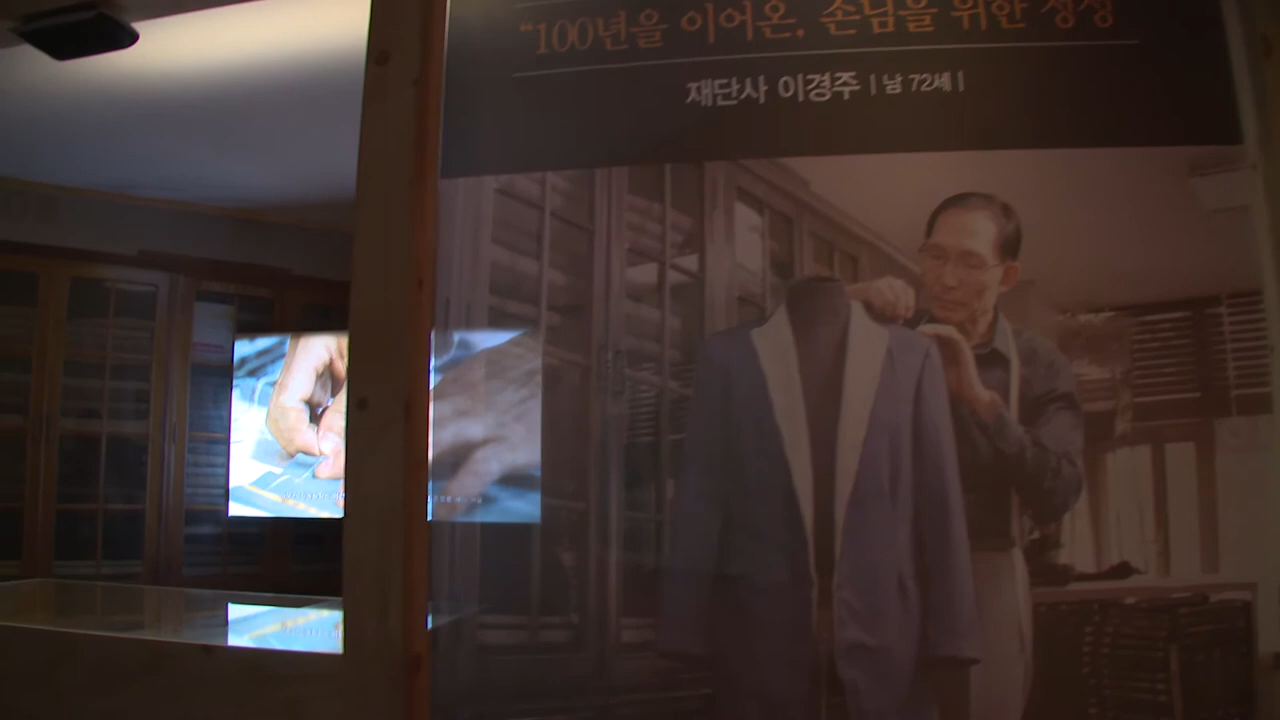 “100년을 이어온, 손님을 위한 정성
재단사 이경주 | 남 72세 |